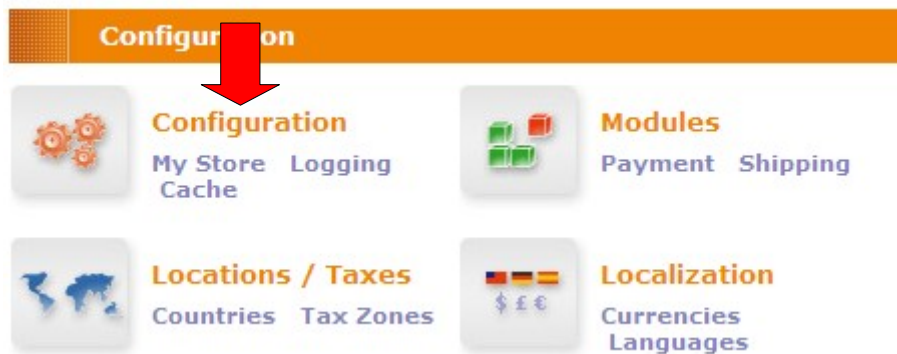 Configuration
Configuration
My Store Logging
Cache
Modules
Payment Shipping
Locations / Taxes
Countries Tax Zones
Localization
$ £ €
Currencies
Languages